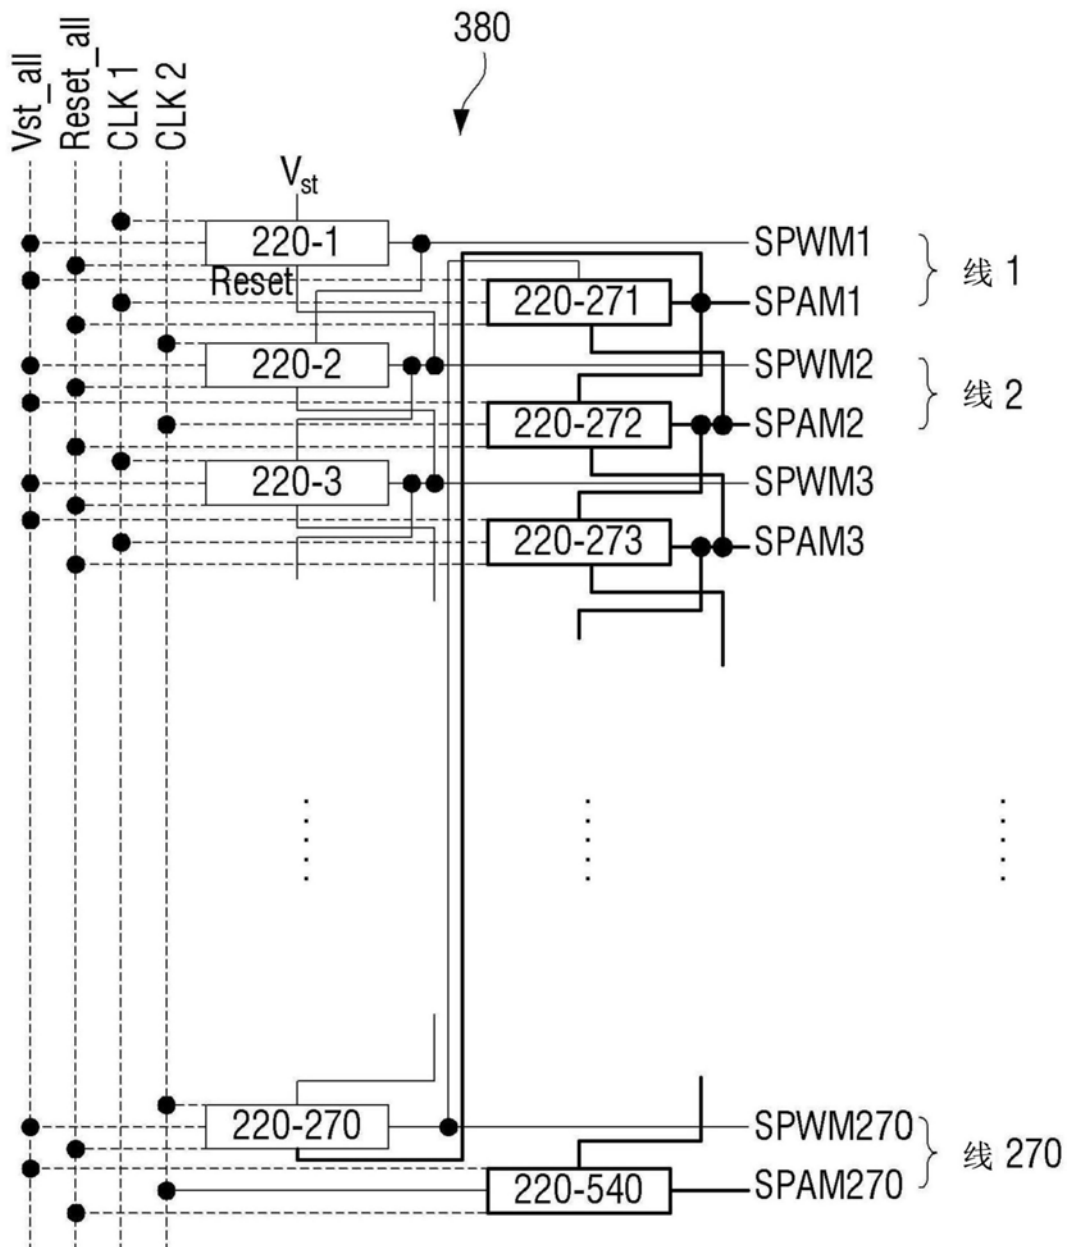 380
Vst_all
Reset_all
CLK 1
CLK 2
Vst
220-1
SPWM1
Reset
220-271
SPAM1
线 1
220-2
SPWM2
220-272
SPAM2
线 2
220-3
SPWM3
220-273
SPAM3
220-270
SPWM270
220-540
SPAM270
线 270